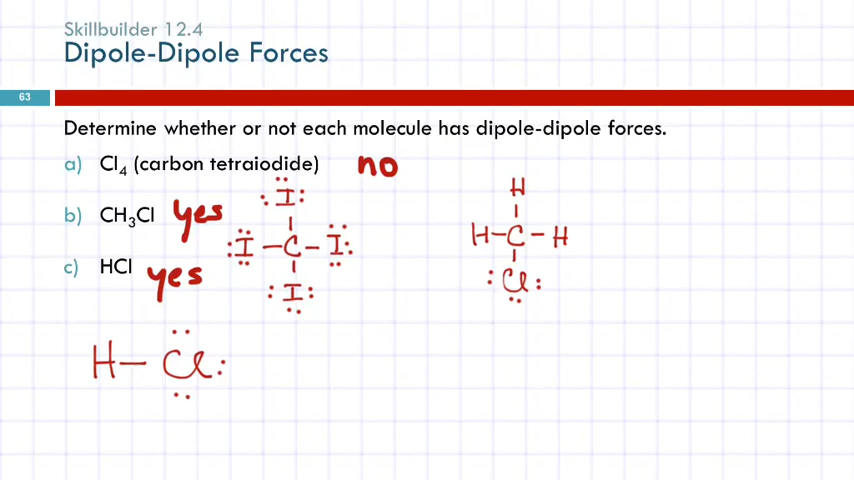 Skillbuilder 12.4
Dipole-Dipole Forces
63
Determine whether or not each molecule has dipole-dipole forces.
a) CI₄ (carbon tetraiodide) no
b) CH₃Cl yes
c) HCl yes
:I:
:I – C – I:
:I:
H
H – C – H
:Cl:
H – Cl: